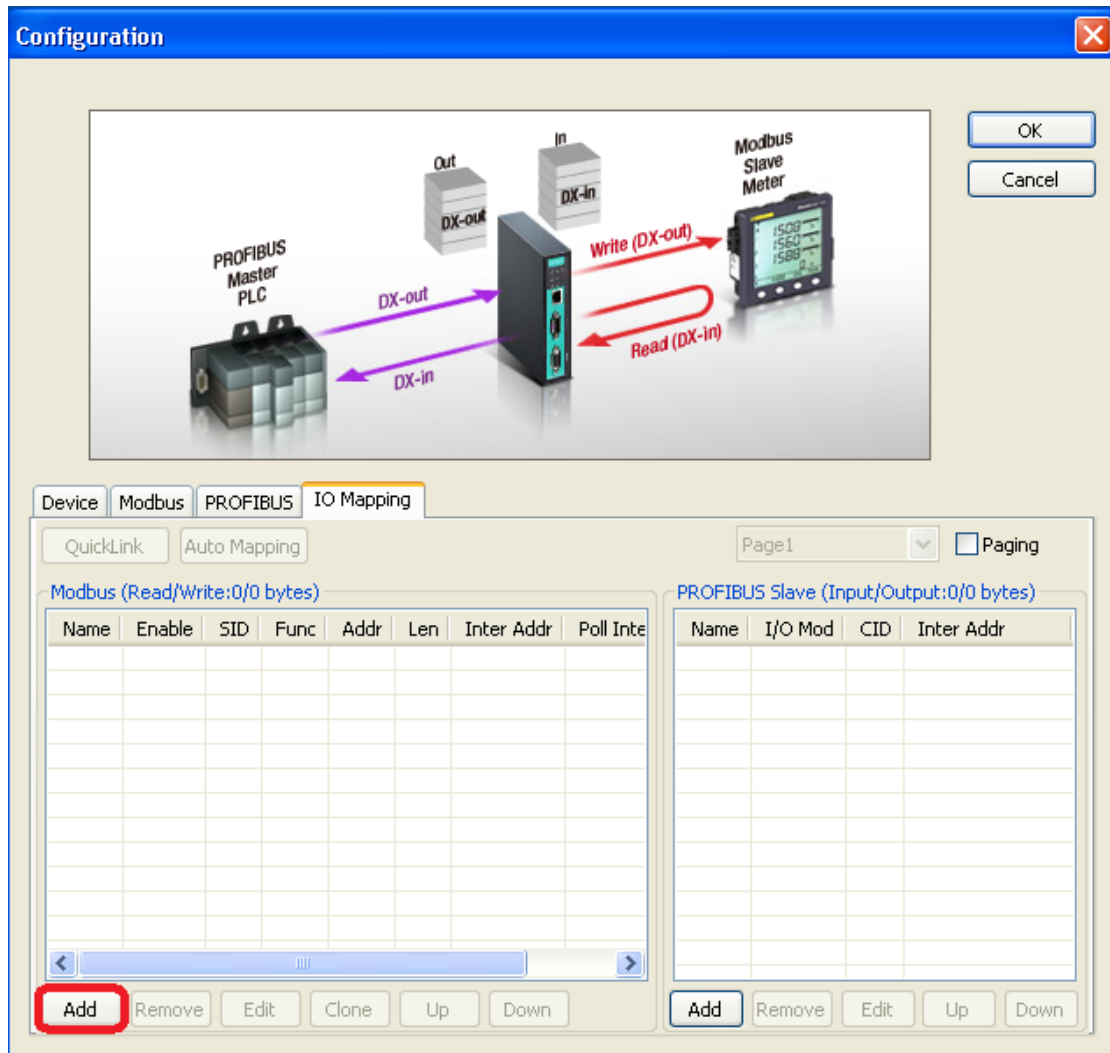 Configuration
OK
Cancel
Out
DX-out
In
DX-in
Modbus
Slave
Meter
1508
1560
1588
Write (DX-out)
Read (DX-in)
PROFIBUS
Master
PLC
DX-out
DX-in
Device Modbus PROFIBUS IO Mapping
QuickLink Auto Mapping Page1 Paging
Modbus (Read/Write:0/0 bytes) PROFIBUS Slave (Input/Output:0/0 bytes)
Name Enable SID Func Addr Len Inter Addr Poll Inte Name I/O Mod CID Inter Addr
Add Remove Edit Clone Up Down Add Remove Edit Up Down